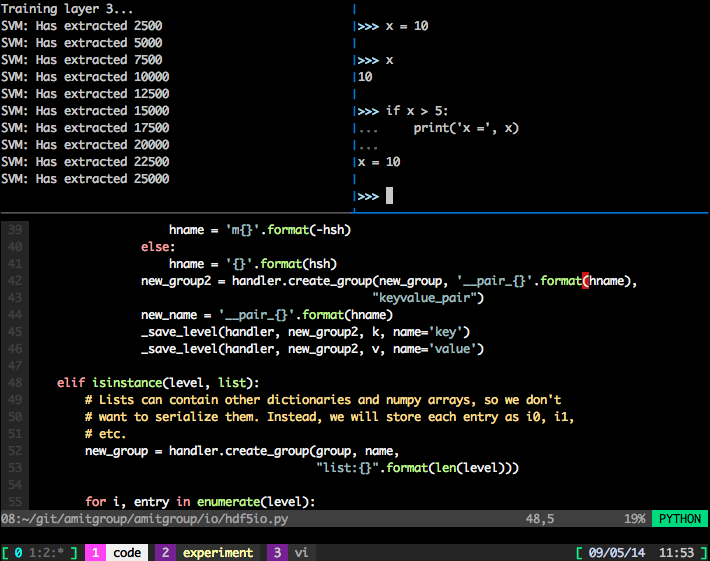 Training layer 3...
SVM: Has extracted 2500
SVM: Has extracted 5000
SVM: Has extracted 7500
SVM: Has extracted 10000
SVM: Has extracted 12500
SVM: Has extracted 15000
SVM: Has extracted 17500
SVM: Has extracted 20000
SVM: Has extracted 22500
SVM: Has extracted 25000
>>> x = 10
>>> x
10
>>> if x > 5:
...     print('x =', x)
...
x = 10
>>>
39                 hname = 'm{}'.format(-hsh)
40             else:
41                 hname = '{}'.format(hsh)
42             new_group2 = handler.create_group(new_group, '__pair_{}'.format(hname),
43                                               "keyvalue_pair")
44             new_name = '__pair_{}'.format(hname)
45             _save_level(handler, new_group2, k, name='key')
46             _save_level(handler, new_group2, v, name='value')
47
48     elif isinstance(level, list):
49         # Lists can contain other dictionaries and numpy arrays, so we don't
50         # want to serialize them. Instead, we will store each entry as i0, i1,
51         # etc.
52         new_group = handler.create_group(group, name,
53                                          "list:{}".format(len(level)))
54
55         for i, entry in enumerate(level):
08:~/git/amitgroup/amitgroup/io/hdf5io.py 48,5 19% PYTHON
[ 0 1:2:* ] 1 code 2 experiment 3 vi [ 09/05/14 11:53 ]